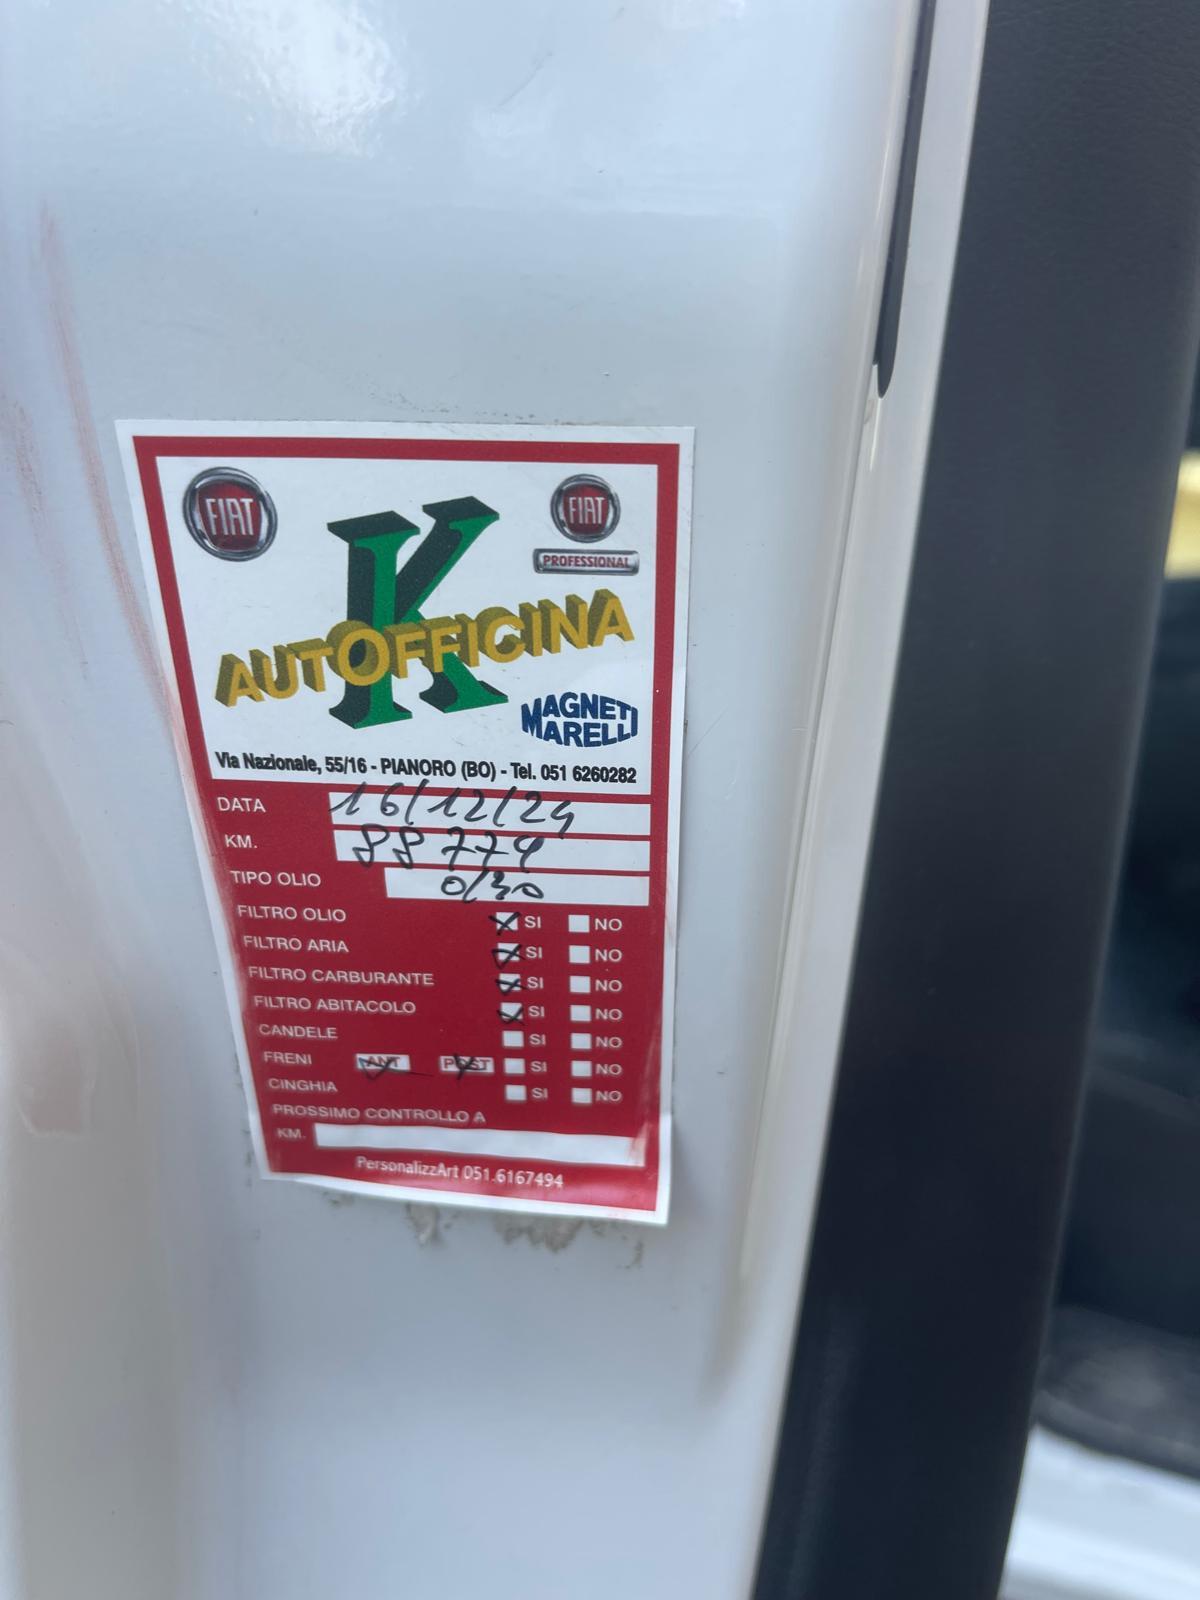 FIAT
FIAT
PROFESSIONAL
K
AUTOFFICINA
MAGNETI
MARELLI
Via Nazionale, 55/16 - PIANORO (BO) - Tel. 051 6260282
DATA 16/12/24
KM. 88 774
TIPO OLIO 0/30
FILTRO OLIO X SI NO
FILTRO ARIA X SI NO
FILTRO CARBURANTE X SI NO
FILTRO ABITACOLO X SI NO
CANDELE SI NO
FRENI ANT POST SI NO
CINGHIA SI NO
PROSSIMO CONTROLLO A
KM.
PersonalizzArt 051.6167494